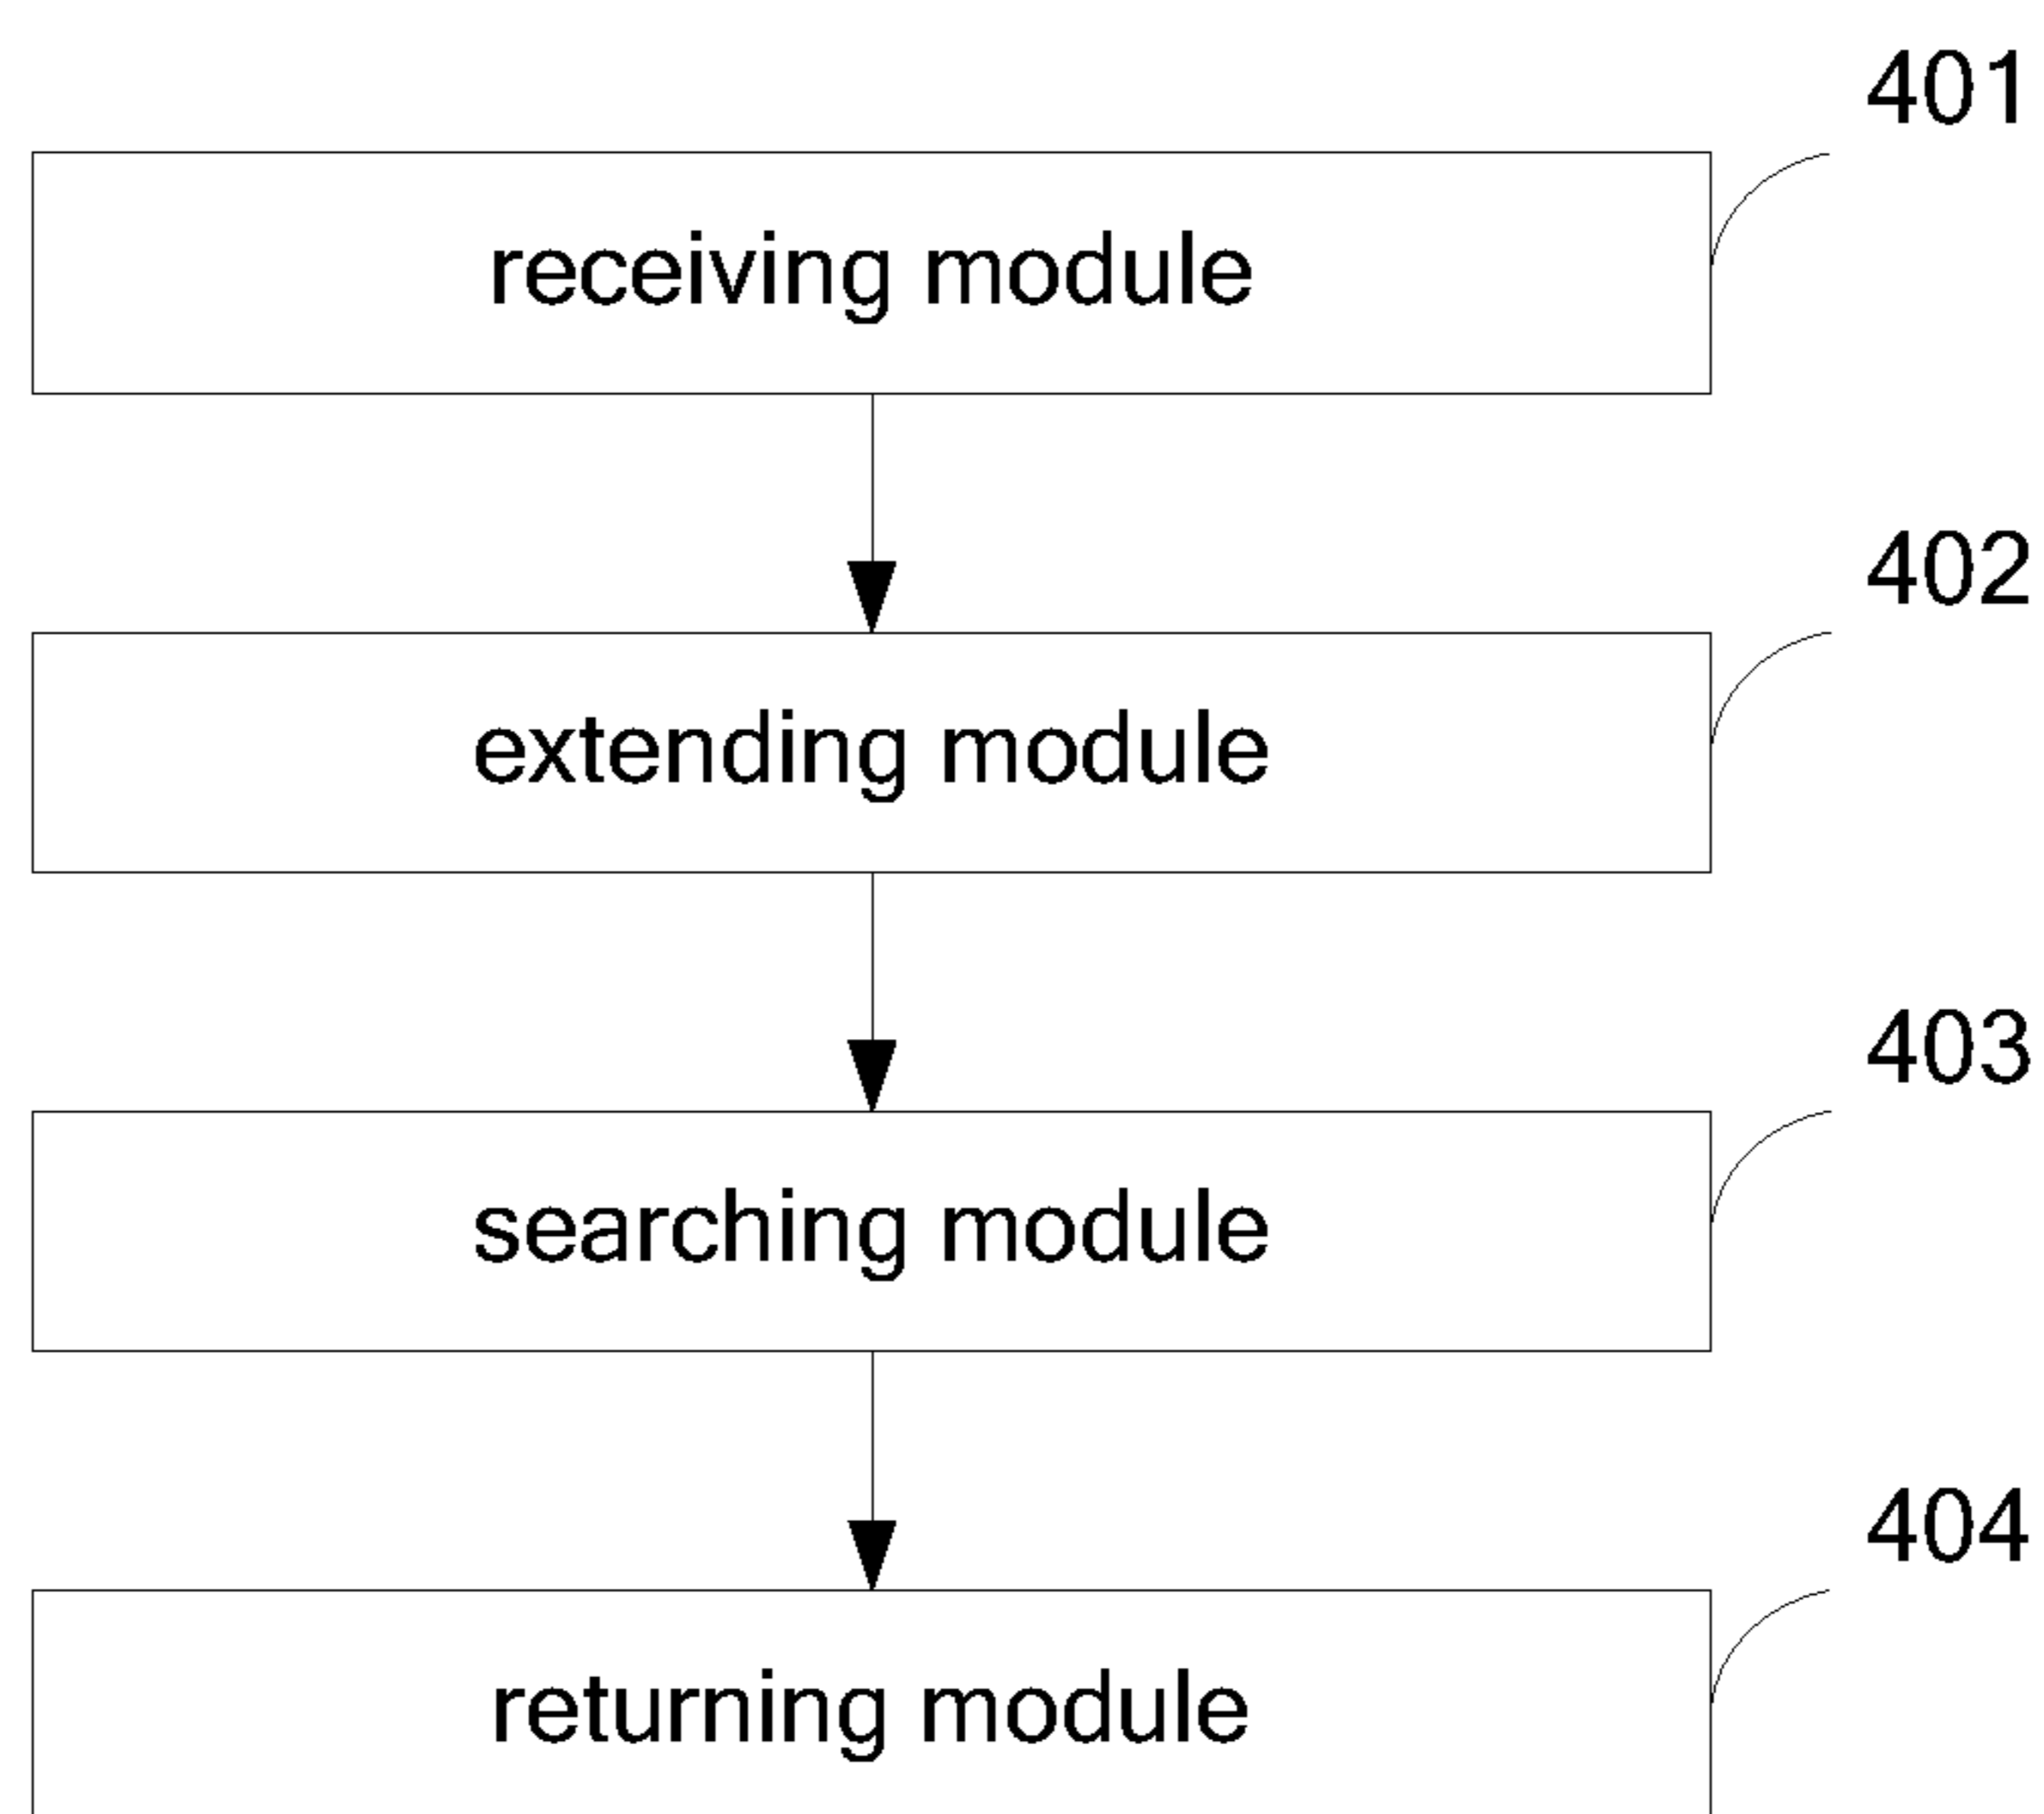 401
receiving module
402
extending module
403
searching module
404
returning module